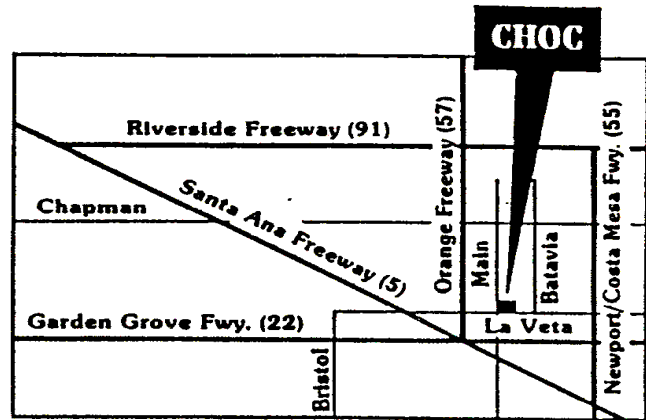 CHOC
Riverside Freeway (91)
Orange Freeway (57)
Newport/Costa Mesa Fwy. (55)
Santa Ana Freeway (5)
Chapman
Main
Batavia
Garden Grove Fwy. (22)
La Veta
Bristol